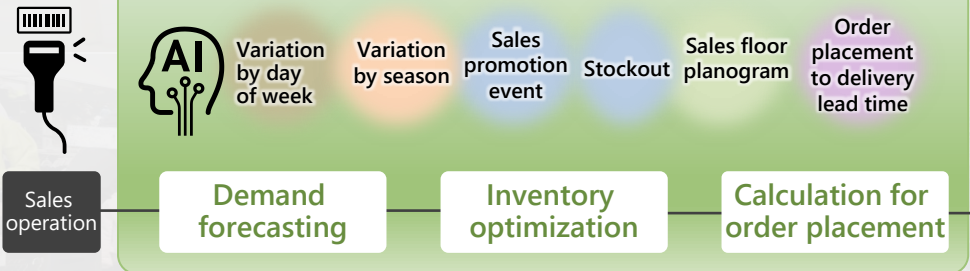 AI
Variation
by day
of week
Variation
by season
Sales
promotion
event
Stockout
Sales floor
planogram
Order
placement
to delivery
lead time
Sales
operation
Demand
forecasting
Inventory
optimization
Calculation for
order placement